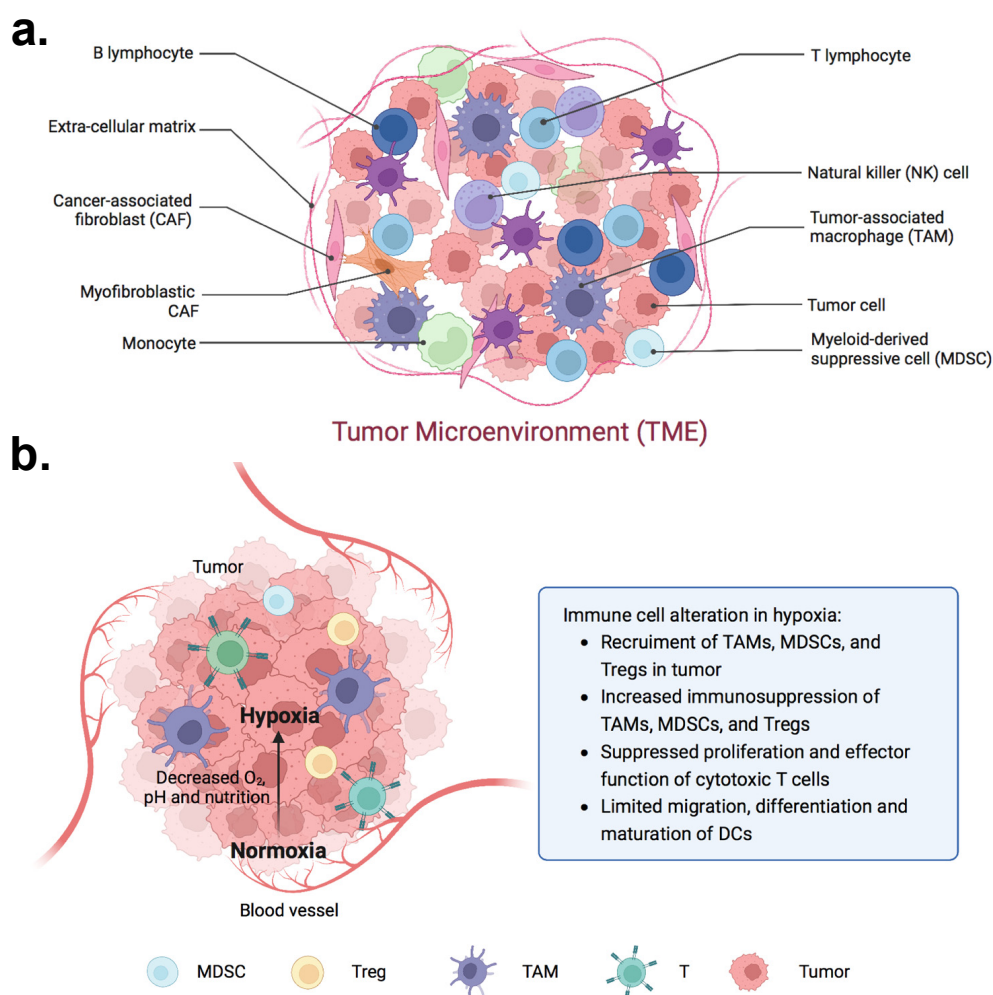 a.
B lymphocyte
T lymphocyte
Extra-cellular matrix
Natural killer (NK) cell
Cancer-associated
fibroblast (CAF)
Tumor-associated
macrophage (TAM)
Myofibroblastic
CAF
Tumor cell
Monocyte
Myeloid-derived
suppressive cell (MDSC)
Tumor Microenvironment (TME)
b.
Tumor
Hypoxia
Decreased O₂,
pH and nutrition
Normoxia
Blood vessel
Immune cell alteration in hypoxia:
• Recruiment of TAMs, MDSCs, and
Tregs in tumor
• Increased immunosuppression of
TAMs, MDSCs, and Tregs
• Suppressed proliferation and effector
function of cytotoxic T cells
• Limited migration, differentiation and
maturation of DCs
MDSC Treg TAM T Tumor